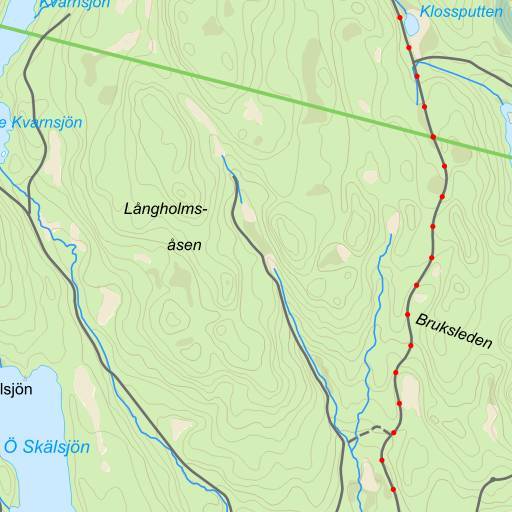 Kvarnsjön
Klossputten
e Kvarnsjön
Långholms-
åsen
Bruksleden
lsjön
Ö Skälsjön